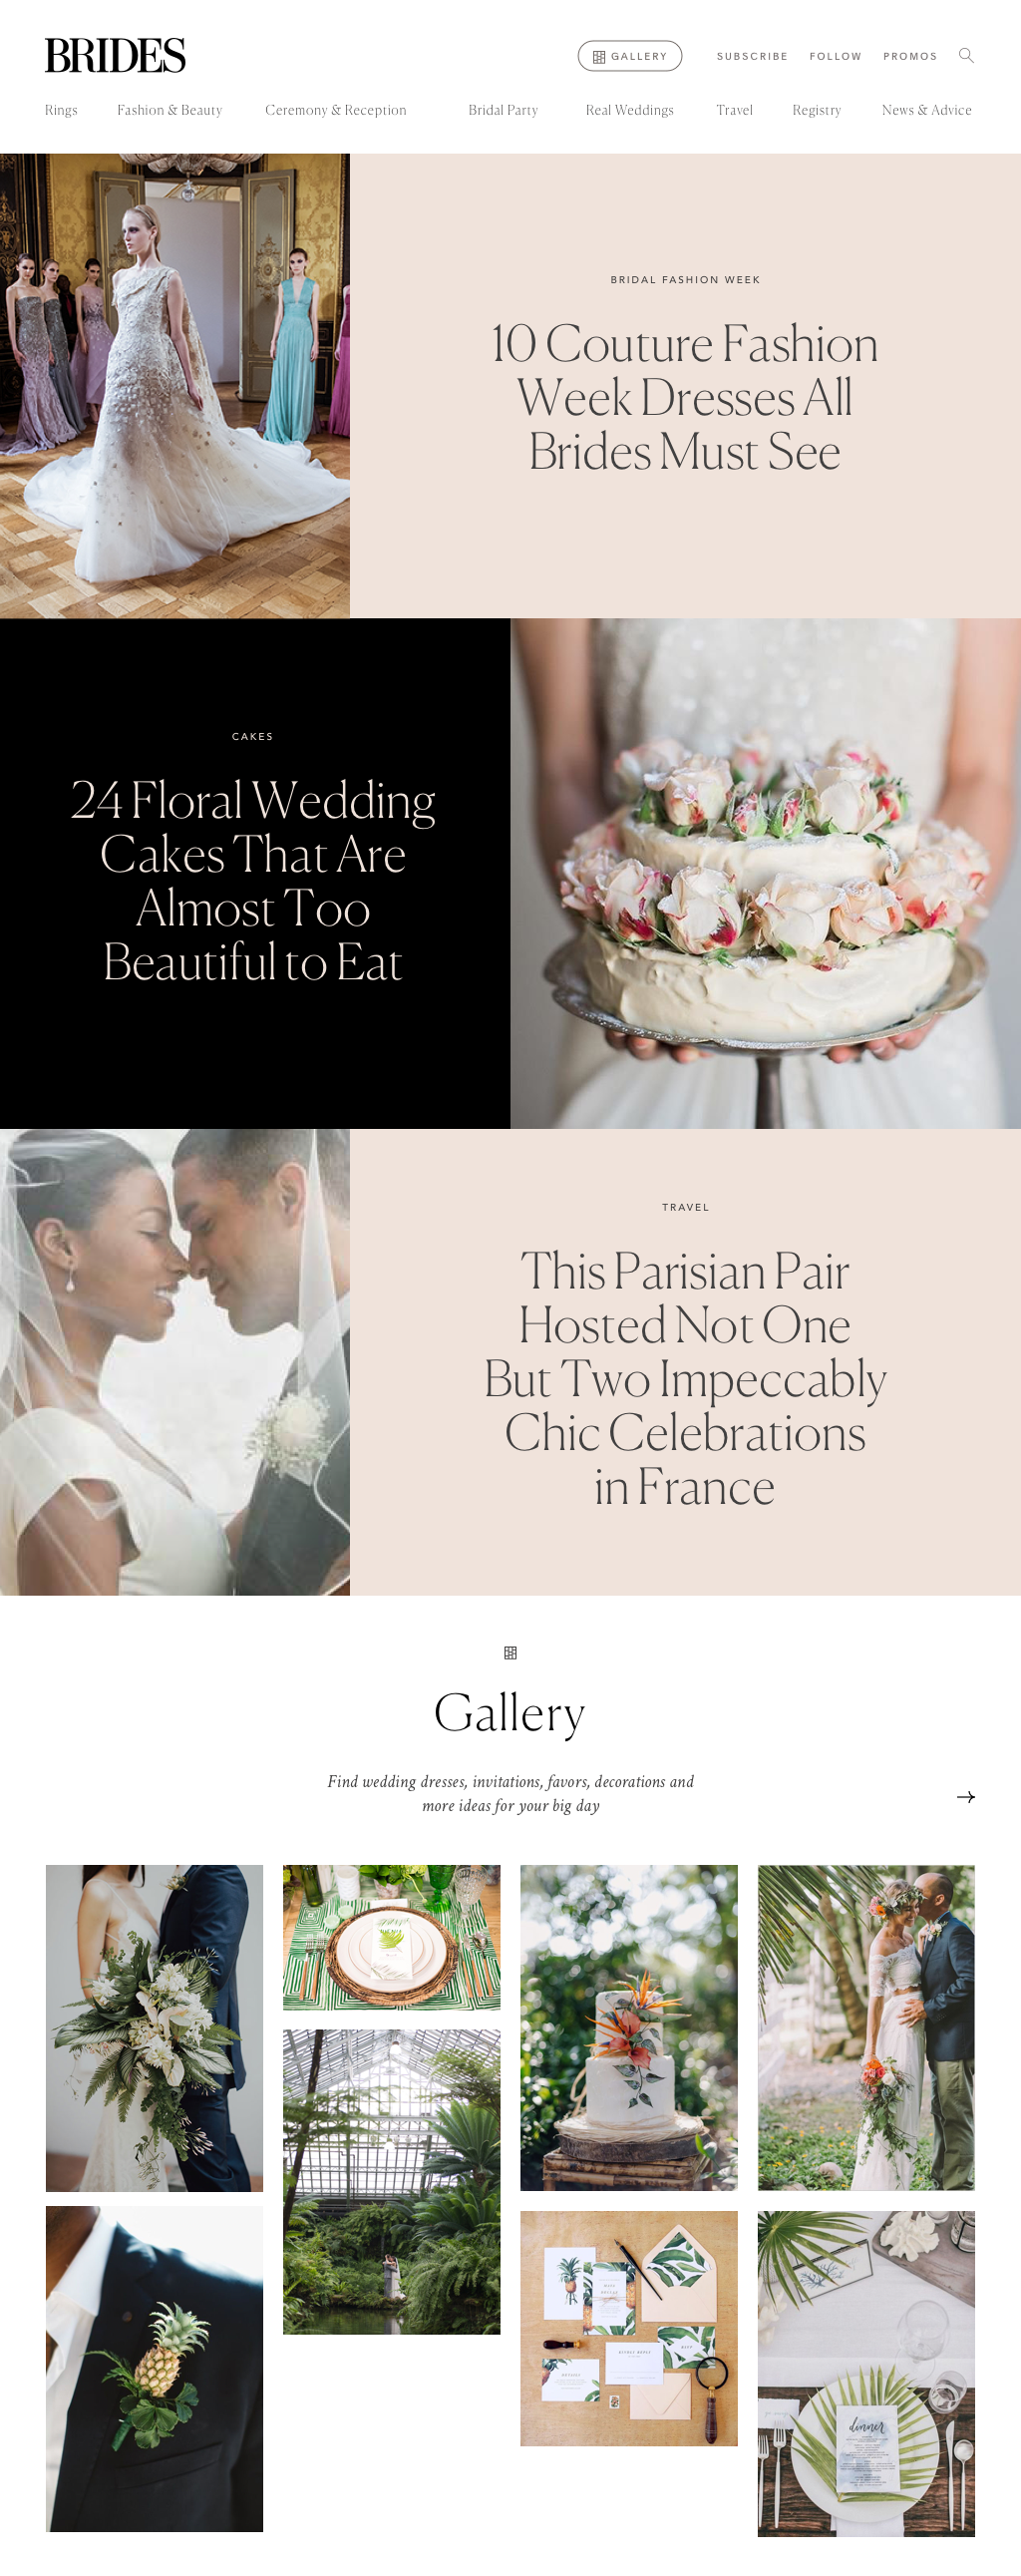 BRIDES
GALLERY
SUBSCRIBE
FOLLOW
PROMOS
Rings
Fashion & Beauty
Ceremony & Reception
Bridal Party
Real Weddings
Travel
Registry
News & Advice
BRIDAL FASHION WEEK
10 Couture Fashion
Week Dresses All
Brides Must See
CAKES
24 Floral Wedding
Cakes That Are
Almost Too
Beautiful to Eat
TRAVEL
This Parisian Pair
Hosted Not One
But Two Impeccably
Chic Celebrations
in France
Gallery
Find wedding dresses, invitations, favors, decorations and
more ideas for your big day
dinner